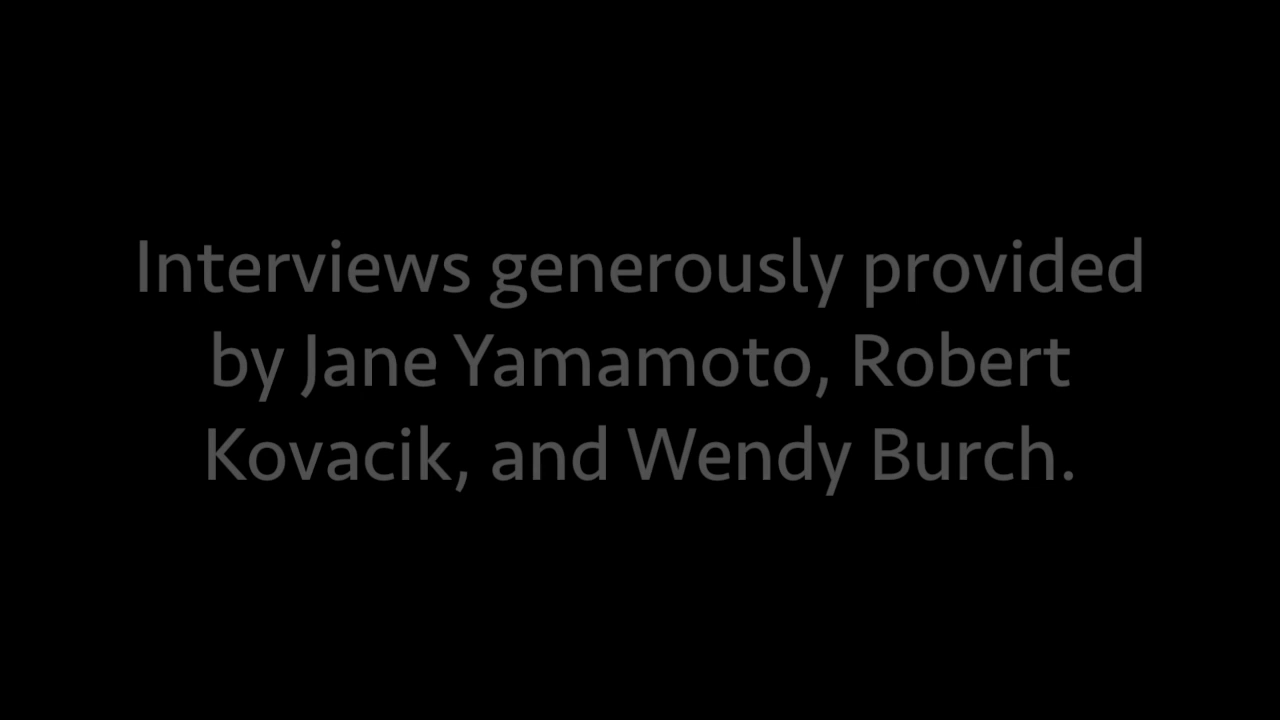 Interviews generously provided
by Jane Yamamoto, Robert
Kovacik, and Wendy Burch.